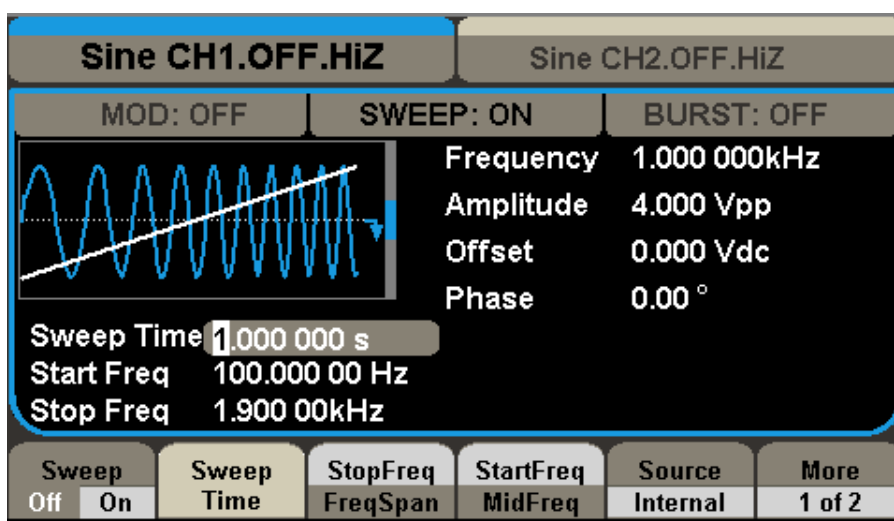 Sine CH1.OFF.HiZ
Sine CH2.OFF.HiZ
MOD: OFF
SWEEP: ON
BURST: OFF
Frequency 1.000 000kHz
Amplitude 4.000 Vpp
Offset 0.000 Vdc
Phase 0.00 °
Sweep Time 1.000 000 s
Start Freq 100.000 00 Hz
Stop Freq 1.900 00kHz
Sweep
Off On
Sweep
Time
StopFreq
FreqSpan
StartFreq
MidFreq
Source
Internal
More
1 of 2